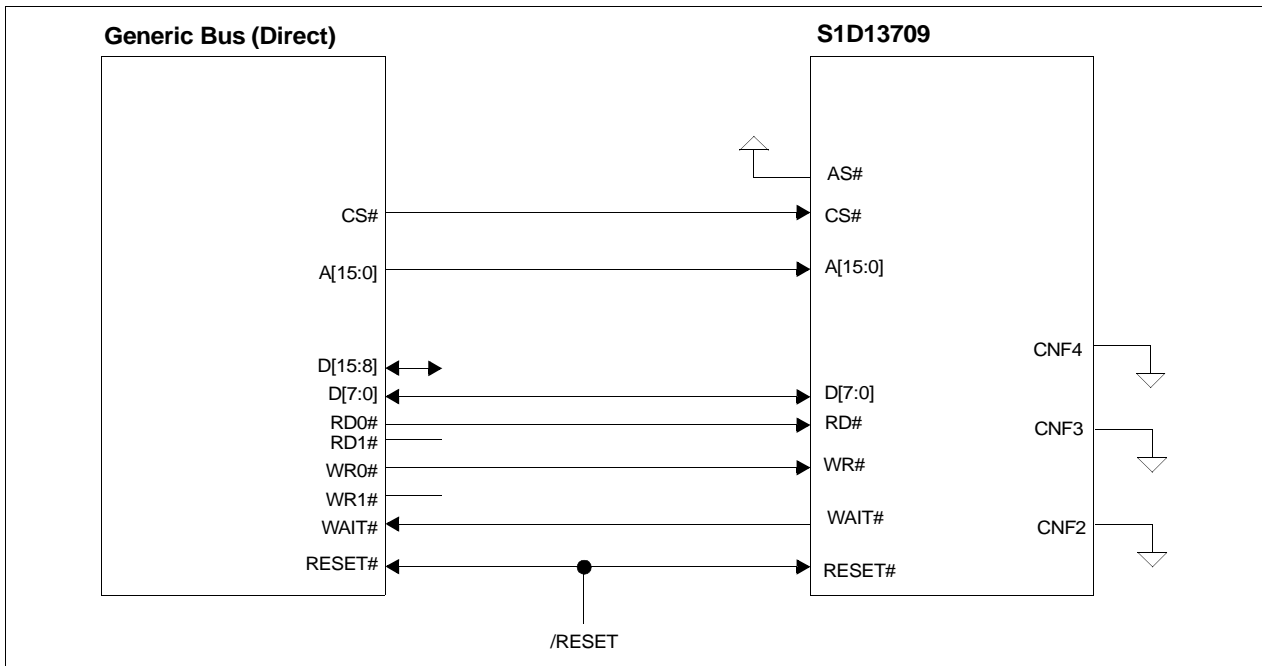 Generic Bus (Direct)
S1D13709
AS#
CS#
CS#
A[15:0]
A[15:0]
CNF4
D[15:8]
D[7:0]
D[7:0]
RD0#
RD#
CNF3
RD1#
WR0#
WR#
WR1#
WAIT#
WAIT#
CNF2
RESET#
RESET#
/RESET